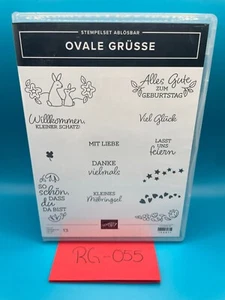 STEMPELSET ABLÖSBAR
OVALE GRÜSSE
Alles Gute
ZUM
GEBURTSTAG
Willkommen,
KLEINER SCHATZ!
Viel Glück
MIT LIEBE
LASST
UNS
feiern
DANKE
vielmals
SO
schön,
DASS
DU
DA BIST
KLEINES
Mitbringsel
15
RG-055